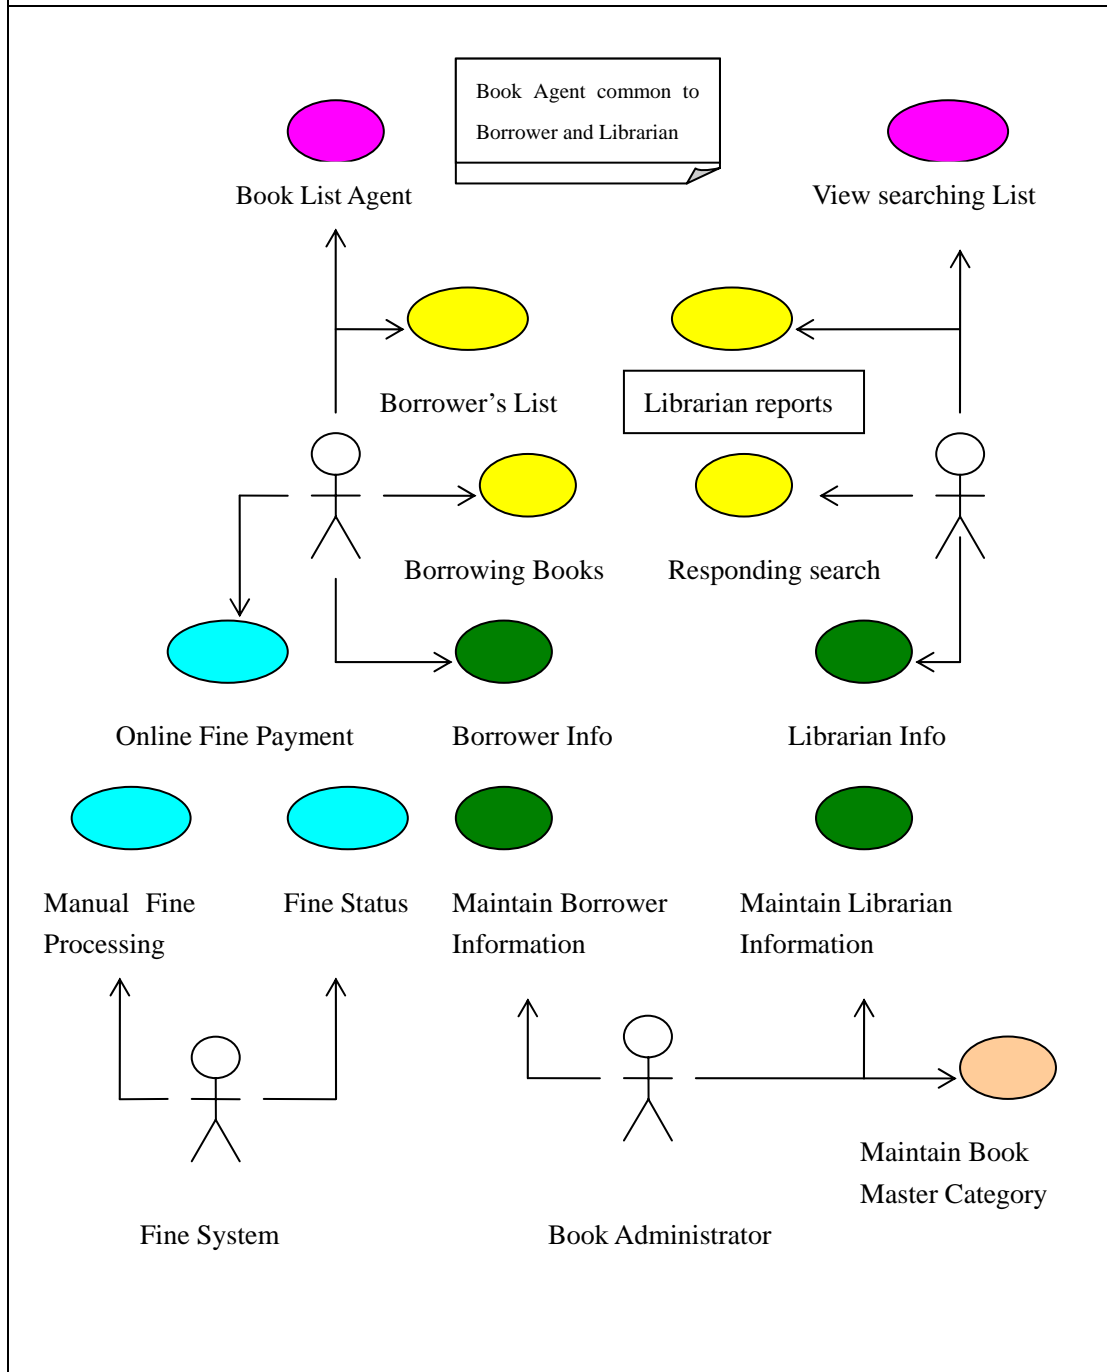 Book Agent common to
Borrower and Librarian
Book List Agent
View searching List
Borrower’s List
Librarian reports
Borrowing Books
Responding search
Online Fine Payment
Borrower Info
Librarian Info
Manual Fine
Processing
Fine Status
Maintain Borrower
Information
Maintain Librarian
Information
Maintain Book
Master Category
Fine System
Book Administrator